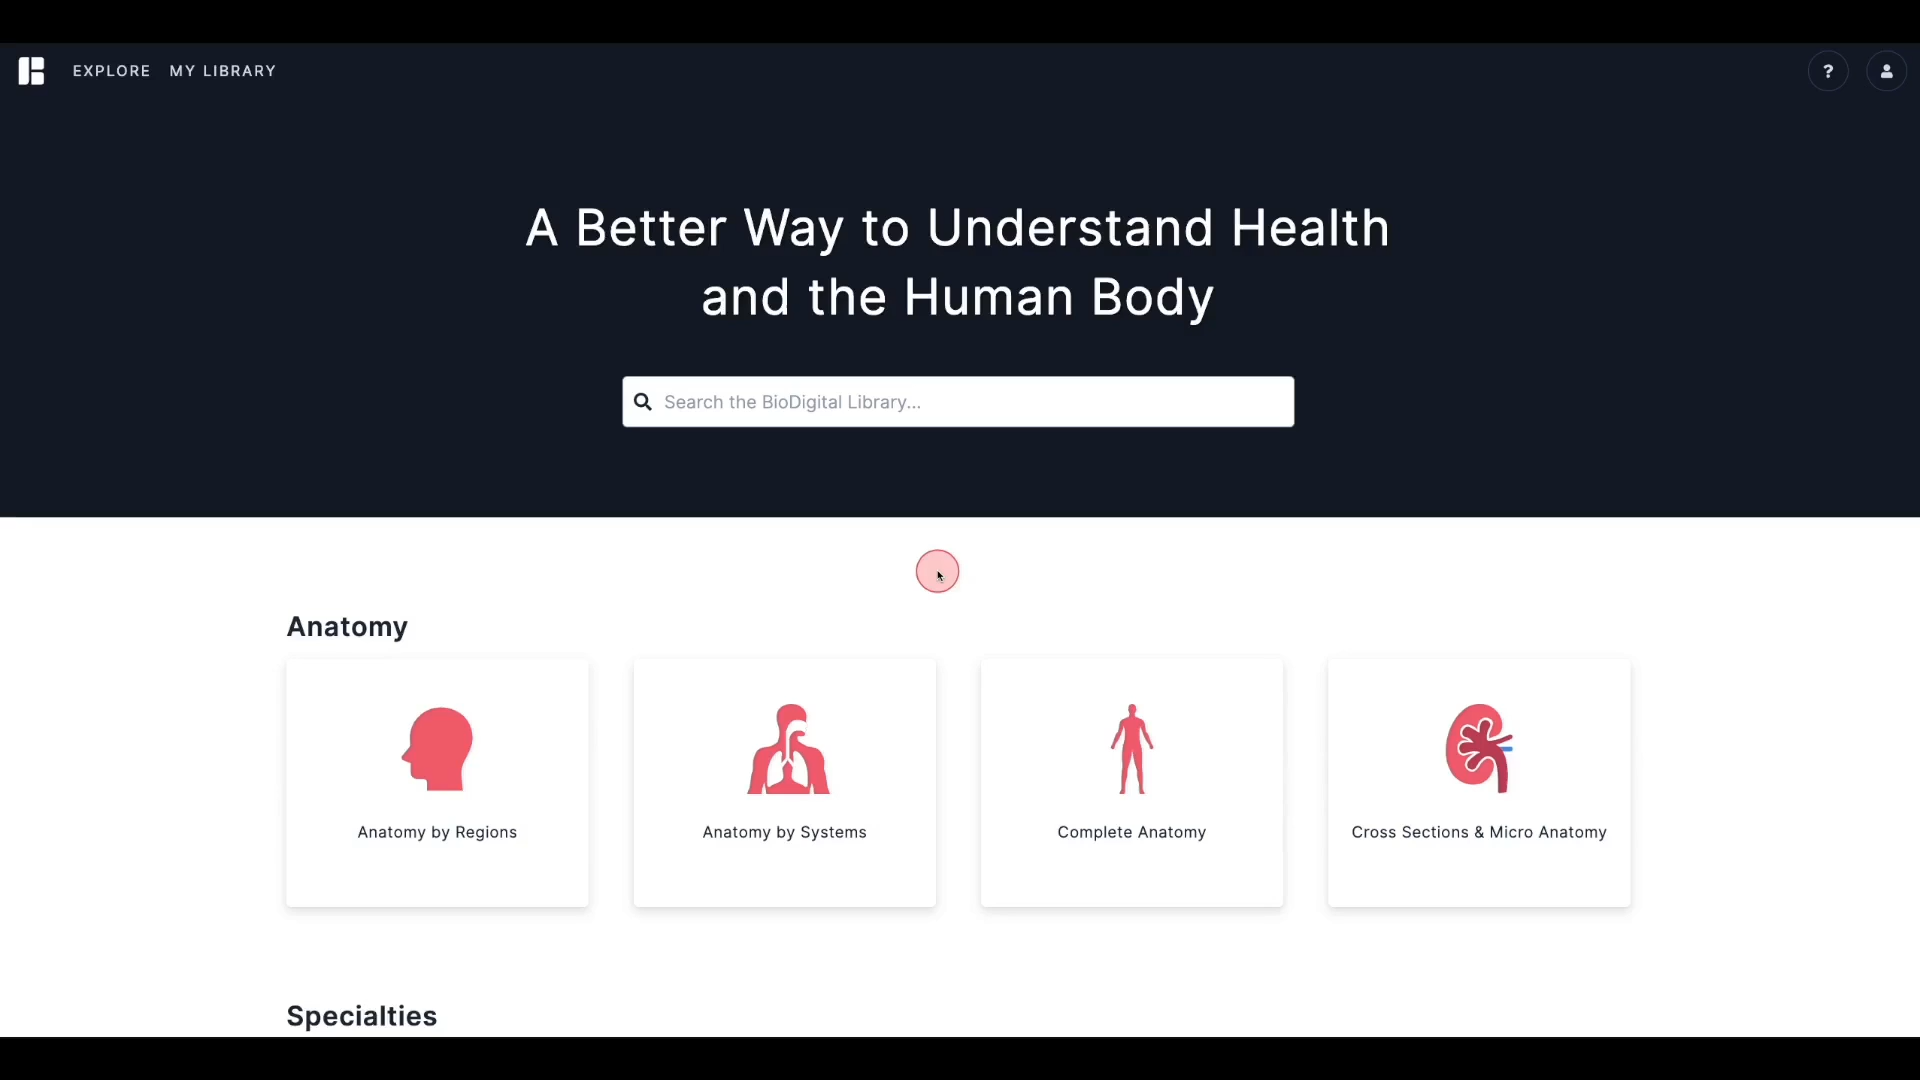 EXPLORE MY LIBRARY ?
A Better Way to Understand Health
and the Human Body
Search the BioDigital Library...
Anatomy
Anatomy by Regions
Anatomy by Systems
Complete Anatomy
Cross Sections & Micro Anatomy
Specialties